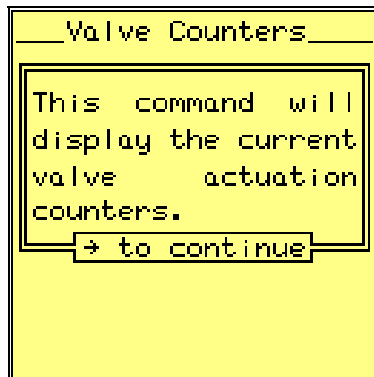 Valve Counters
This command will
display the current
valve actuation
counters.
→ to continue